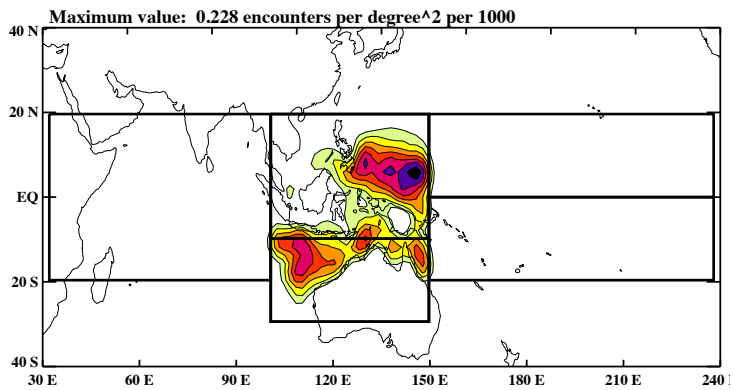 Maximum value: 0.228 encounters per degree^2 per 1000
40 N
20 N
EQ
20 S
40 S
30 E 60 E 90 E 120 E 150 E 180 E 210 E 240 E